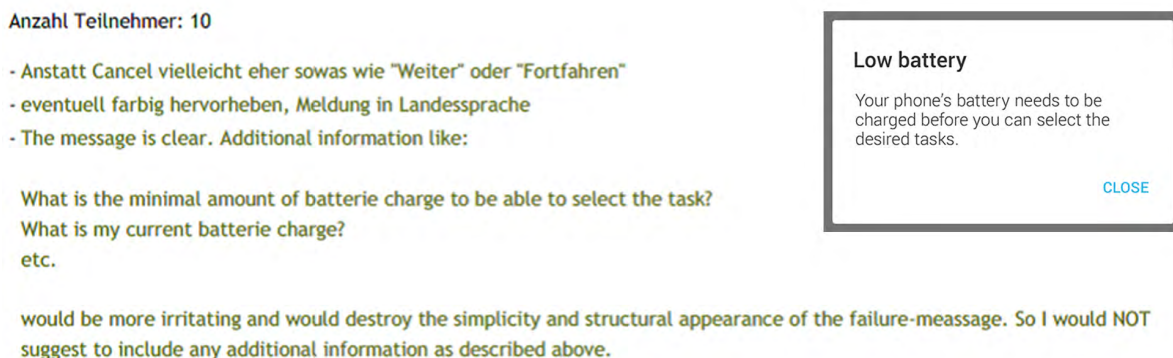 Anzahl Teilnehmer: 10
- Anstatt Cancel vielleicht eher sowas wie "Weiter" oder "Fortfahren"
- eventuell farbig hervorheben, Meldung in Landessprache
- The message is clear. Additional information like:
What is the minimal amount of batterie charge to be able to select the task?
What is my current batterie charge?
etc.
would be more irritating and would destroy the simplicity and structural appearance of the failure-meassage. So I would NOT
suggest to include any additional information as described above.
Low battery
Your phone's battery needs to be
charged before you can select the
desired tasks.
CLOSE